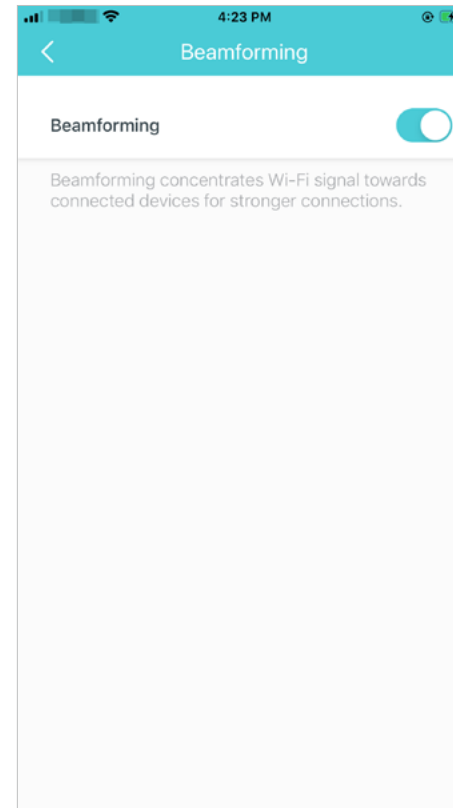 4:23 PM
Beamforming
Beamforming
Beamforming concentrates Wi-Fi signal towards
connected devices for stronger connections.